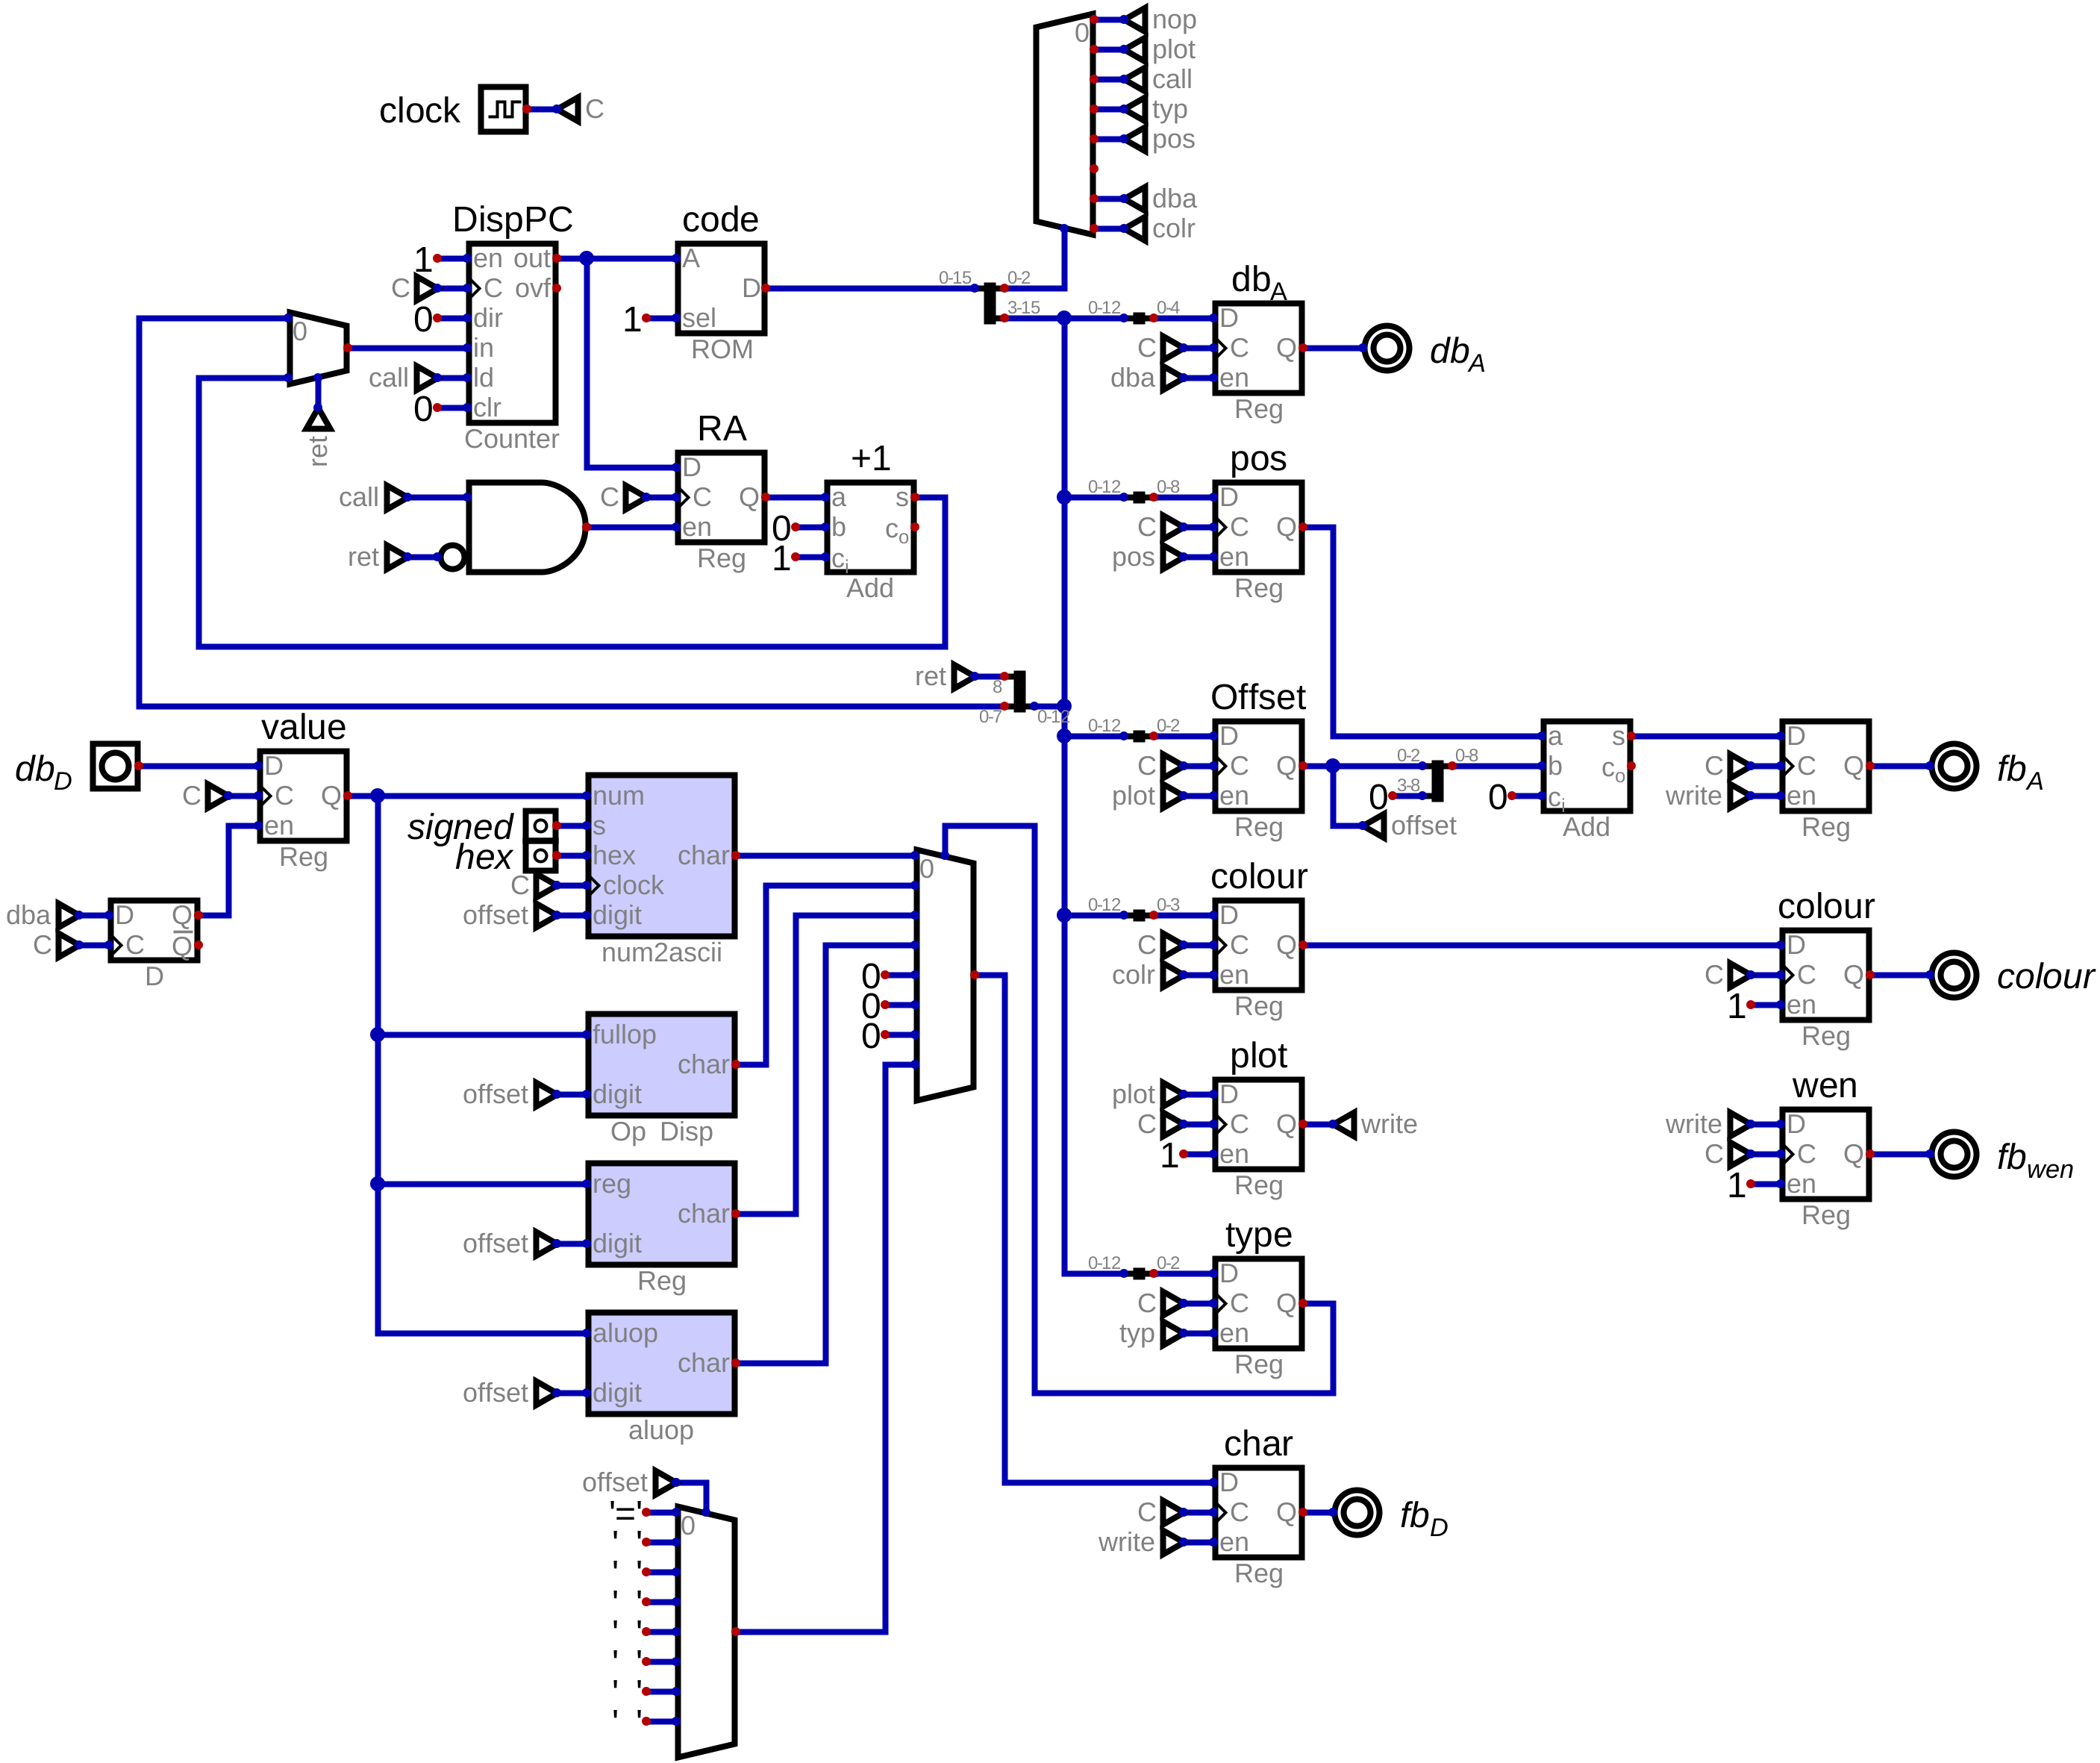 nop
0
plot
call
clock
C
typ
pos
dba
colr
DispPC
code
1 en out A
C C ovf D
0 dir 1 sel
ROM
0-15 0-2
3-15 0-12 0-4
db_A
D
C C Q db_A
dba en
Reg
0
in
call ld
0 clr
Counter
ret
RA
D
call C C Q
ret en
Reg
+1
a s
0 b c_o
1 c_i
Add
pos
0-12 0-8 D
C C Q
pos en
Reg
ret
8
0-7 0-12
Offset
0-12 0-2 D
C C Q
plot en
Reg
0-2 0-8
0 3-8
offset
a s
b c_o
0 c_i
Add
D
C C Q fb_A
write en
Reg
value
db_D D
C C Q
en
Reg
dba D Q
C C Q
D
num
signed s
hex hex char
C clock
offset digit
num2ascii
0
0
0
0
fullop
char
offset digit
Op Disp
reg
char
offset digit
Reg
aluop
char
offset digit
aluop
offset
'=' 0
' '
' '
' '
' '
' '
' '
' '
colour
0-12 0-3 D
C C Q
colr en
Reg
colour
D
C C Q colour
1 en
Reg
plot
plot D
C C Q write
1 en
Reg
wen
write D
C C Q fb_wen
1 en
Reg
type
0-12 0-2 D
C C Q
typ en
Reg
char
D
C C Q fb_D
write en
Reg